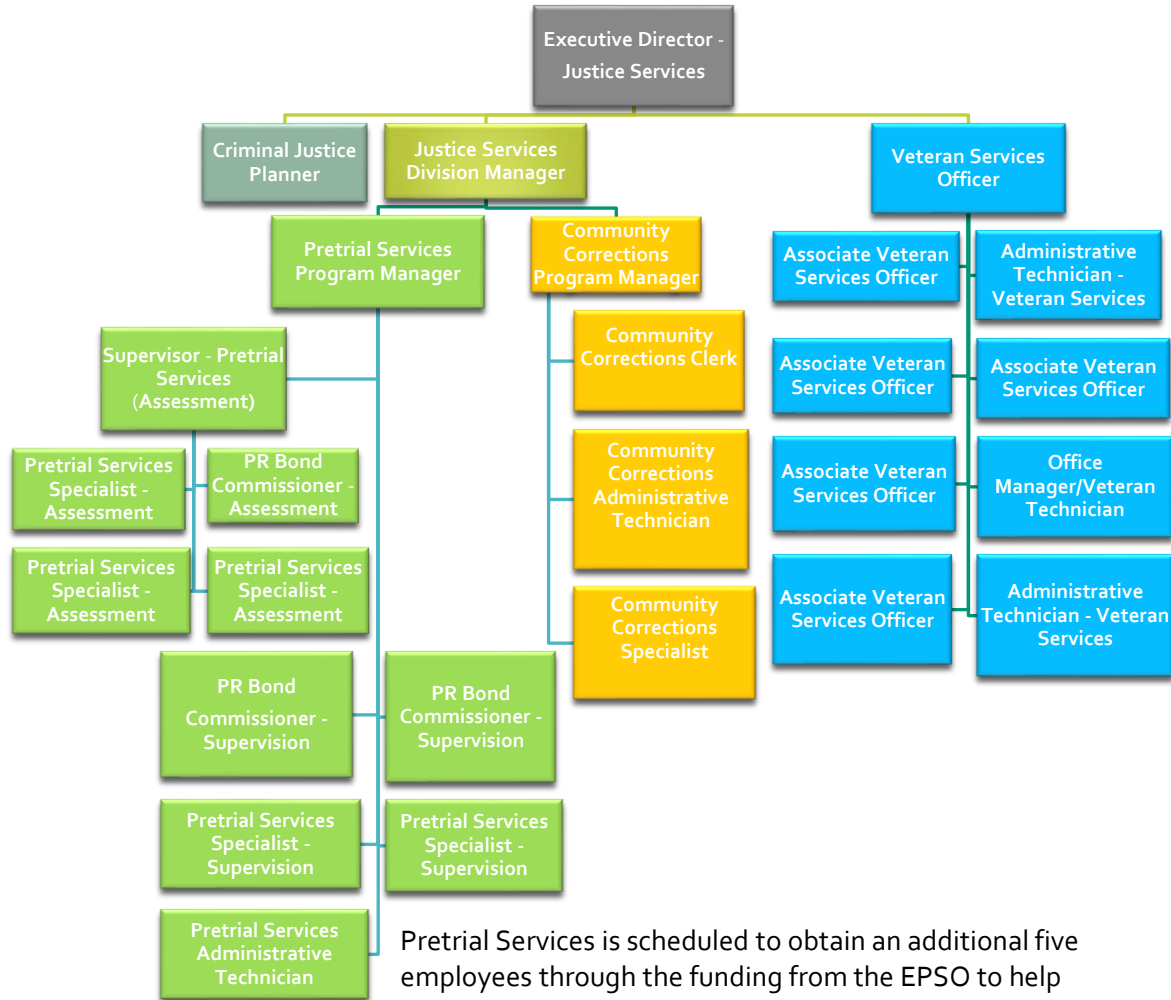 Executive Director -
Justice Services
Criminal Justice
Planner
Justice Services
Division Manager
Veteran Services
Officer
Pretrial Services
Program Manager
Community
Corrections
Program Manager
Supervisor - Pretrial
Services
(Assessment)
Pretrial Services
Specialist -
Assessment
PR Bond
Commissioner -
Assessment
Pretrial Services
Specialist -
Assessment
Pretrial Services
Specialist -
Assessment
PR Bond
Commissioner -
Supervision
PR Bond
Commissioner -
Supervision
Pretrial Services
Specialist -
Supervision
Pretrial Services
Specialist -
Supervision
Pretrial Services
Administrative
Technician
Community
Corrections Clerk
Community
Corrections
Administrative
Technician
Community
Corrections
Specialist
Associate Veteran
Services Officer
Administrative
Technician -
Veteran Services
Associate Veteran
Services Officer
Associate Veteran
Services Officer
Associate Veteran
Services Officer
Office
Manager/Veteran
Technician
Associate Veteran
Services Officer
Administrative
Technician - Veteran
Services
Pretrial Services is scheduled to obtain an additional five
employees through the funding from the EPSO to help